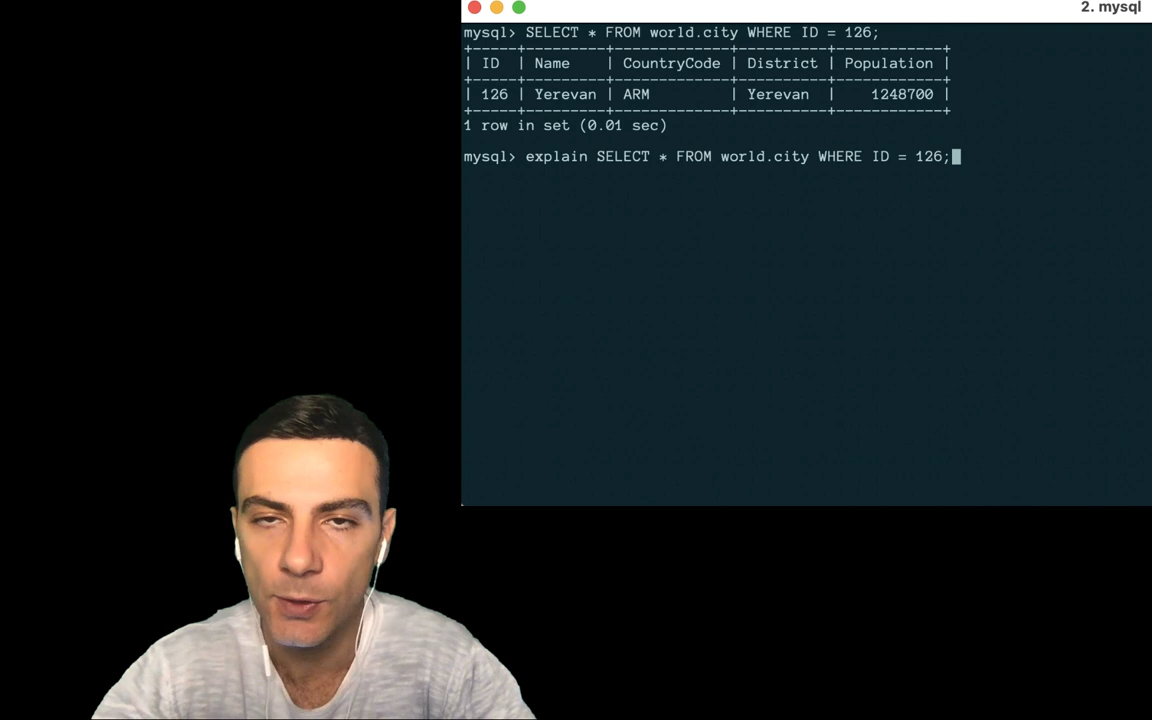 2. mysql
mysql> SELECT * FROM world.city WHERE ID = 126;
+-----+---------+-------------+----------+------------+
| ID  | Name    | CountryCode | District | Population |
+-----+---------+-------------+----------+------------+
| 126 | Yerevan | ARM         | Yerevan  |    1248700 |
+-----+---------+-------------+----------+------------+
1 row in set (0.01 sec)
mysql> explain SELECT * FROM world.city WHERE ID = 126;